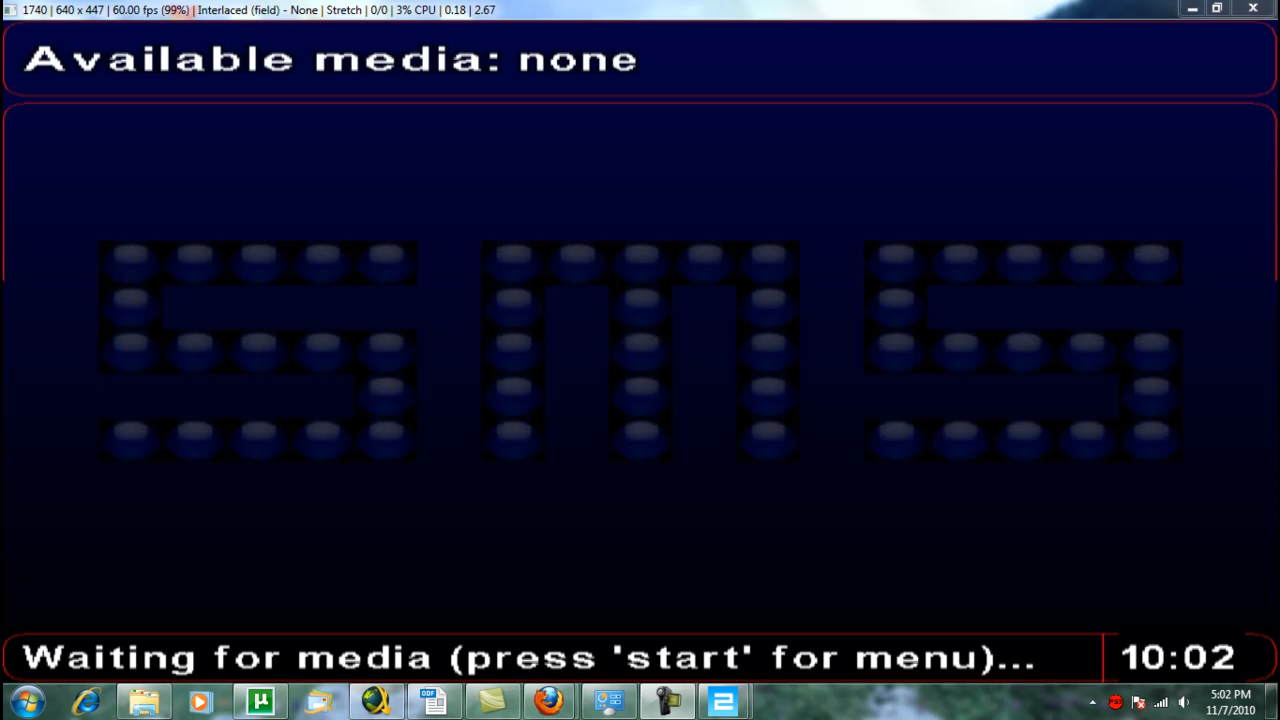 1740 | 640 x 447 | 60.00 fps (99%) | Interlaced (field) - None | Stretch | 0/0 | 3% CPU | 0.18 | 2.67
Available media: none
SMS
Waiting for media (press 'start' for menu)... 10:02
ODF
5:02 PM
11/7/2010